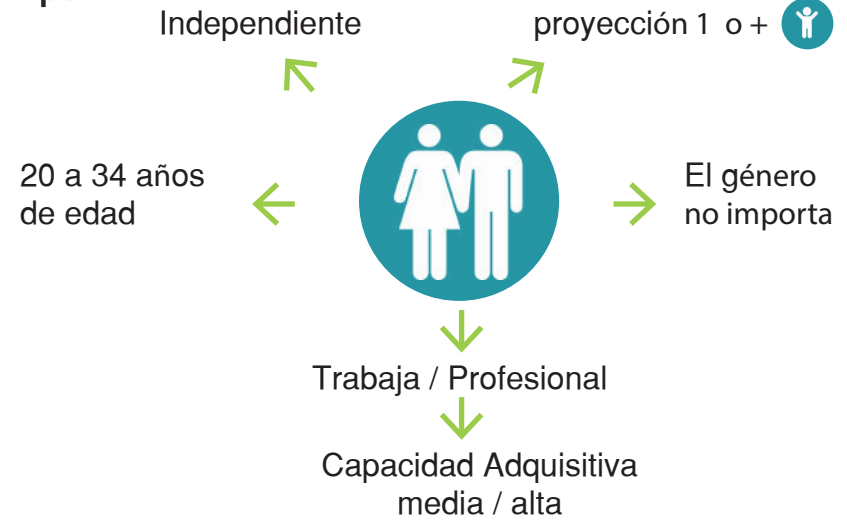 Independiente
proyección 1 o +
20 a 34 años
de edad
El género
no importa
Trabaja / Profesional
Capacidad Adquisitiva
media / alta